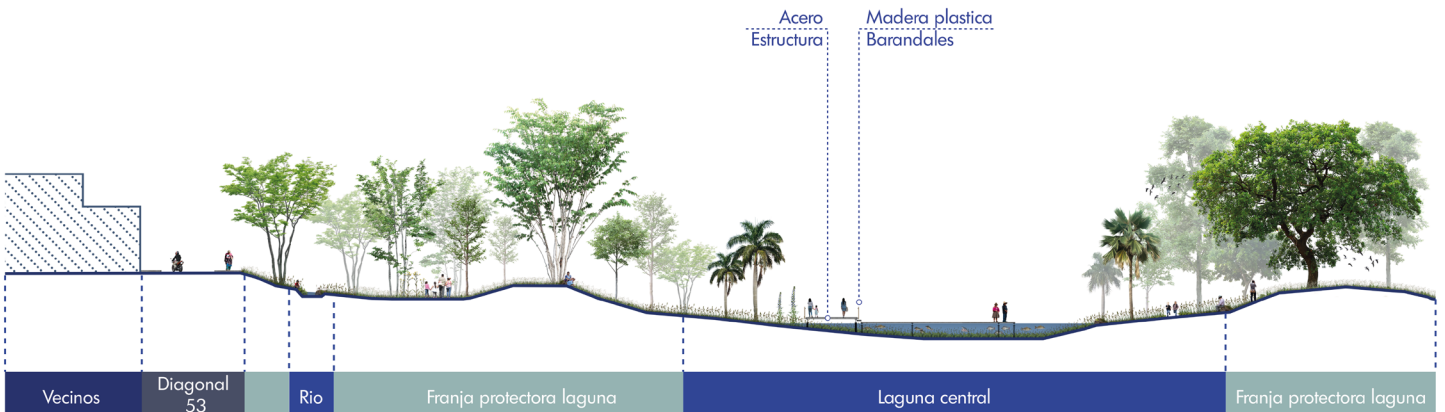 Acero
Estructura
Madera plastica
Barandales
Vecinos
Diagonal
53
Rio
Franja protectora laguna
Laguna central
Franja protectora laguna